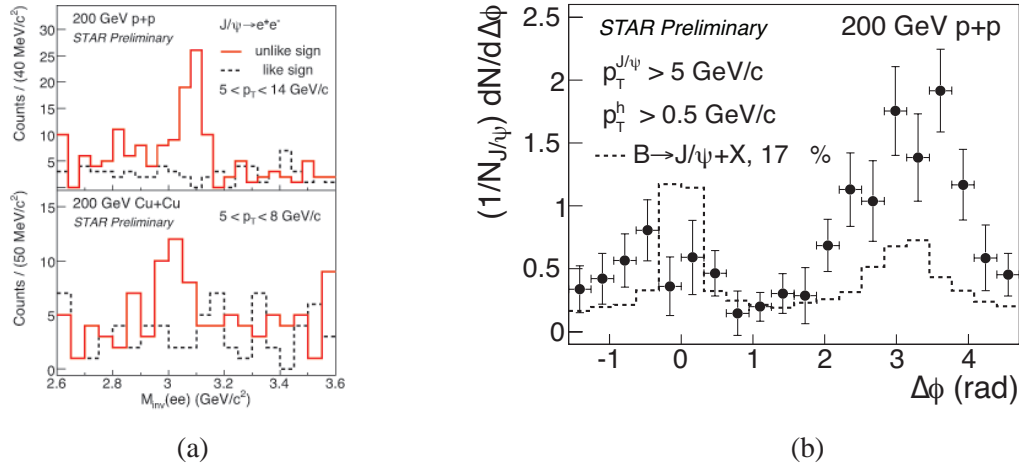 200 GeV p+p
STAR Preliminary
J/ψ→e⁺e⁻
unlike sign
like sign
5 < p_T < 14 GeV/c
Counts / (40 MeV/c²)
30
25
20
15
10
5
0
200 GeV Cu+Cu
STAR Preliminary
5 < p_T < 8 GeV/c
Counts / (50 MeV/c²)
15
10
5
0
2.6 2.8 3 3.2 3.4 3.6
M_inv(ee) (GeV/c²)
(a)
STAR Preliminary 200 GeV p+p
p_T^{J/ψ} > 5 GeV/c
p_T^h > 0.5 GeV/c
B→J/ψ+X, 17 %
(1/N_{J/ψ}) dN/dΔφ
2.5
2
1.5
1
0.5
0
-1 0 1 2 3 4
Δϕ (rad)
(b)